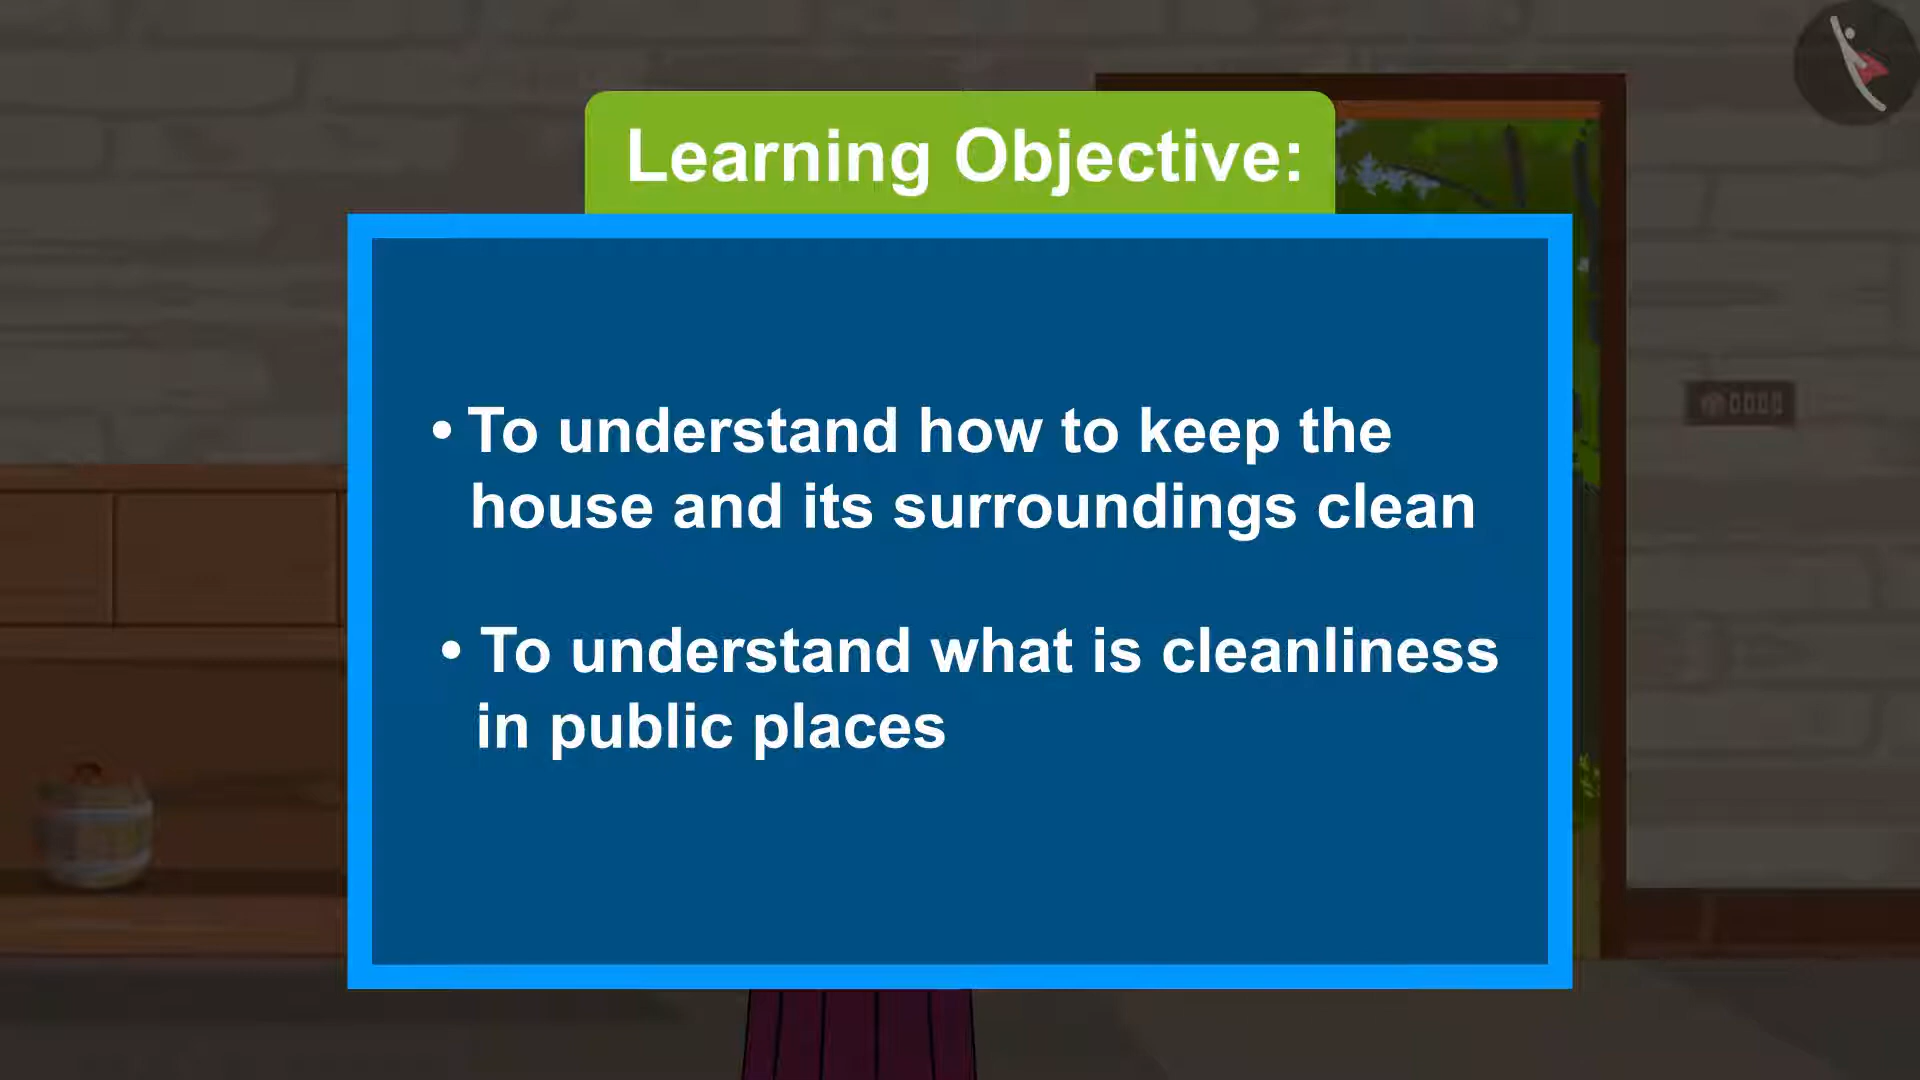 Learning Objective:
• To understand how to keep the
house and its surroundings clean
• To understand what is cleanliness
in public places